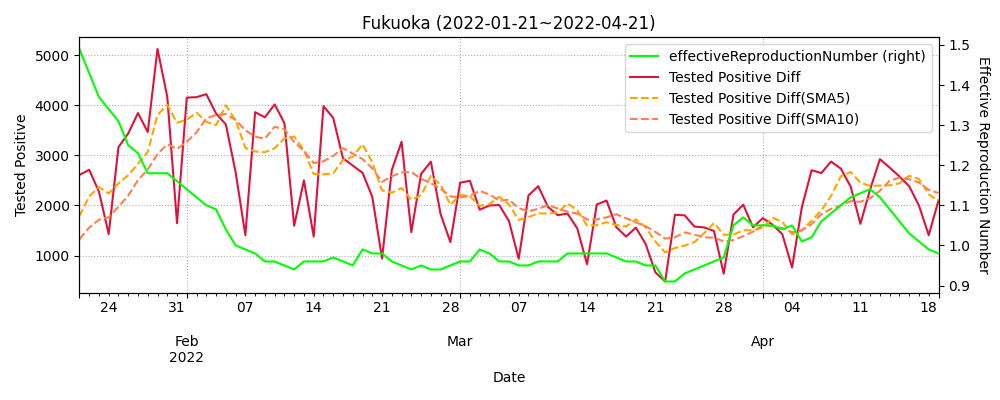 Fukuoka (2022-01-21~2022-04-21)
effectiveReproductionNumber (right)
Tested Positive Diff
Tested Positive Diff(SMA5)
Tested Positive Diff(SMA10)
Tested Positive
5000
4000
3000
2000
1000
Effective Reproduction Number
1.5
1.4
1.3
1.2
1.1
1.0
0.9
24 31 07 14 21 28 07 14 21 28 04 11 18
Feb Mar Apr
2022
Date